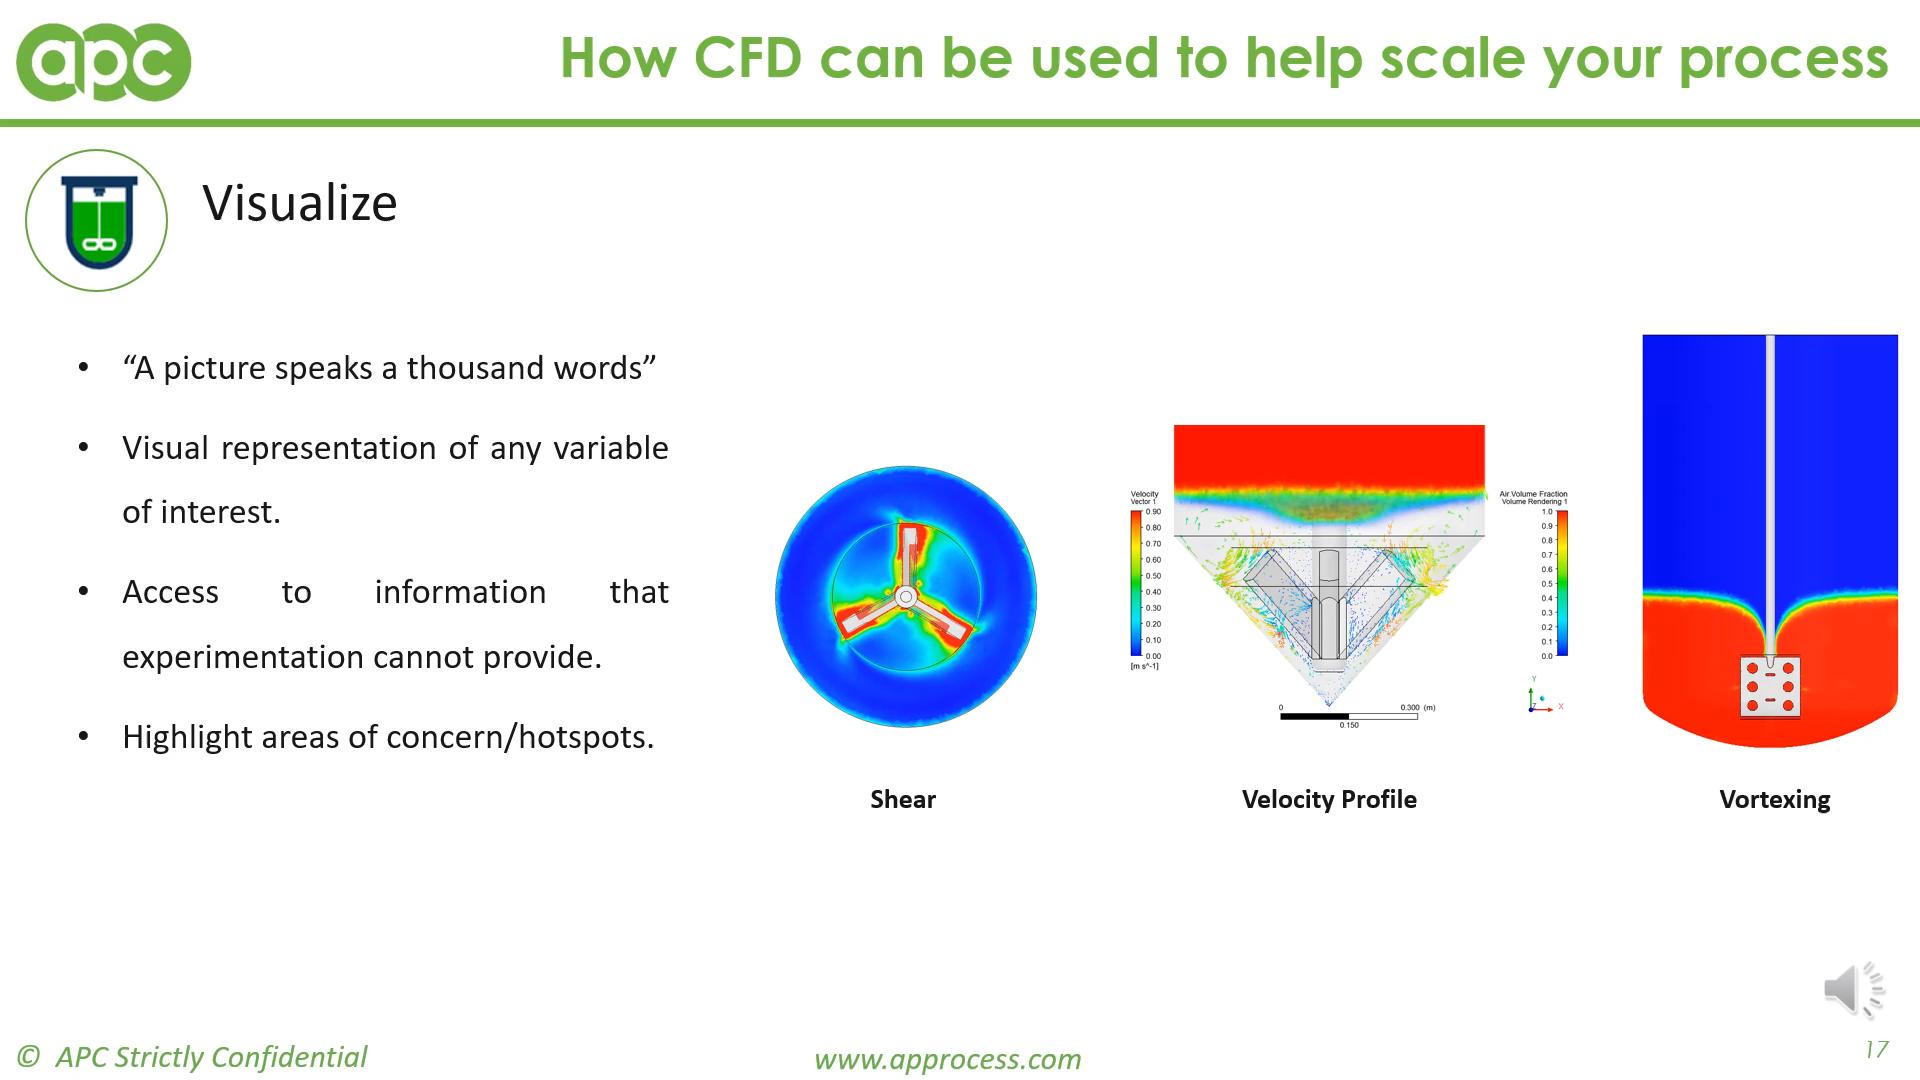 apc
How CFD can be used to help scale your process
Visualize
• “A picture speaks a thousand words”
• Visual representation of any variable
of interest.
• Access to information that
experimentation cannot provide.
• Highlight areas of concern/hotspots.
Shear
Velocity
Vector 1
0.90
0.80
0.70
0.60
0.50
0.40
0.30
0.20
0.10
0.00
[m s^-1]
0
0.300 (m)
0.150
Air.Volume Fraction
Volume Rendering 1
1.0
0.9
0.8
0.7
0.6
0.5
0.4
0.3
0.2
0.1
0.0
Y
Z
X
Velocity Profile
Vortexing
© APC Strictly Confidential
www.approcess.com
17